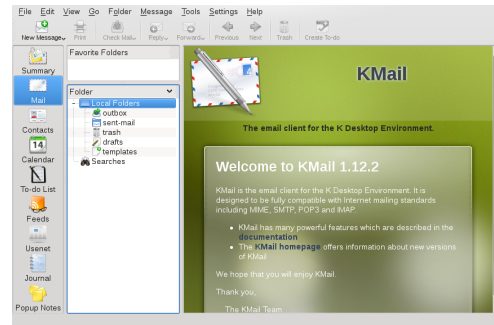 File Edit View Go Folder Message Tools Settings Help
New Message Print Check Mail Reply Forward Previous Next Trash Create To-do
Summary
Mail
Contacts
14
Calendar
To-do List
Feeds
Usenet
Journal
Popup Notes
Favorite Folders
Folder
Local Folders
outbox
sent-mail
trash
drafts
templates
Searches
KMail
The email client for the K Desktop Environment.
Welcome to KMail 1.12.2
KMail is the email client for the K Desktop Environment. It is
designed to be fully compatible with Internet mailing standards
including MIME, SMTP, POP3 and IMAP.
• KMail has many powerful features which are described in the
documentation
• The KMail homepage offers information about new versions
of KMail
We hope that you will enjoy KMail.
Thank you,
The KMail Team